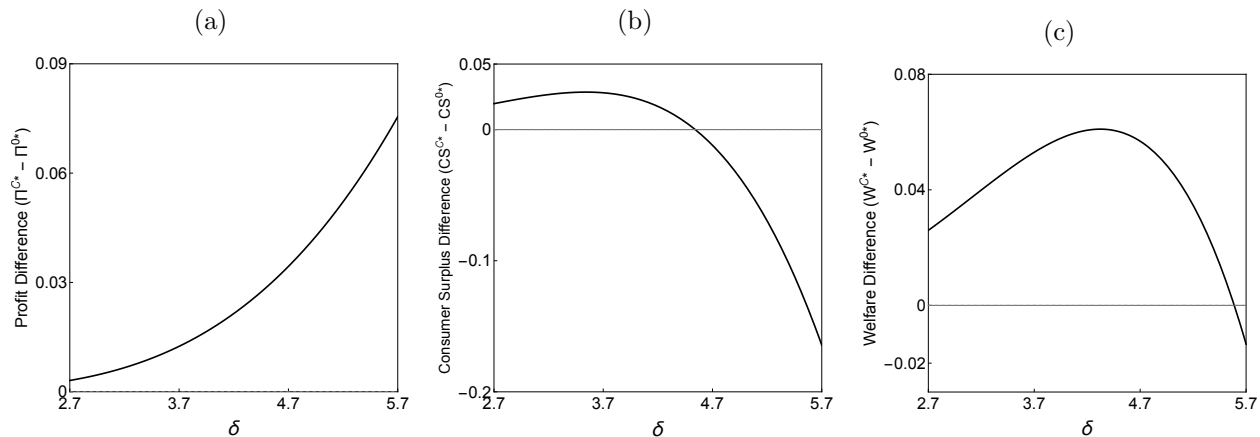 (a)
Profit Difference (Π^C* − Π^0*)
0.09
0.06
0.03
0
2.7 3.7 4.7 5.7
δ
(b)
Consumer Surplus Difference (CS^C* − CS^0*)
0.05
0
−0.1
−0.2
2.7 3.7 4.7 5.7
δ
(c)
Welfare Difference (W^C* − W^0*)
0.08
0.04
0
−0.02
2.7 3.7 4.7 5.7
δ